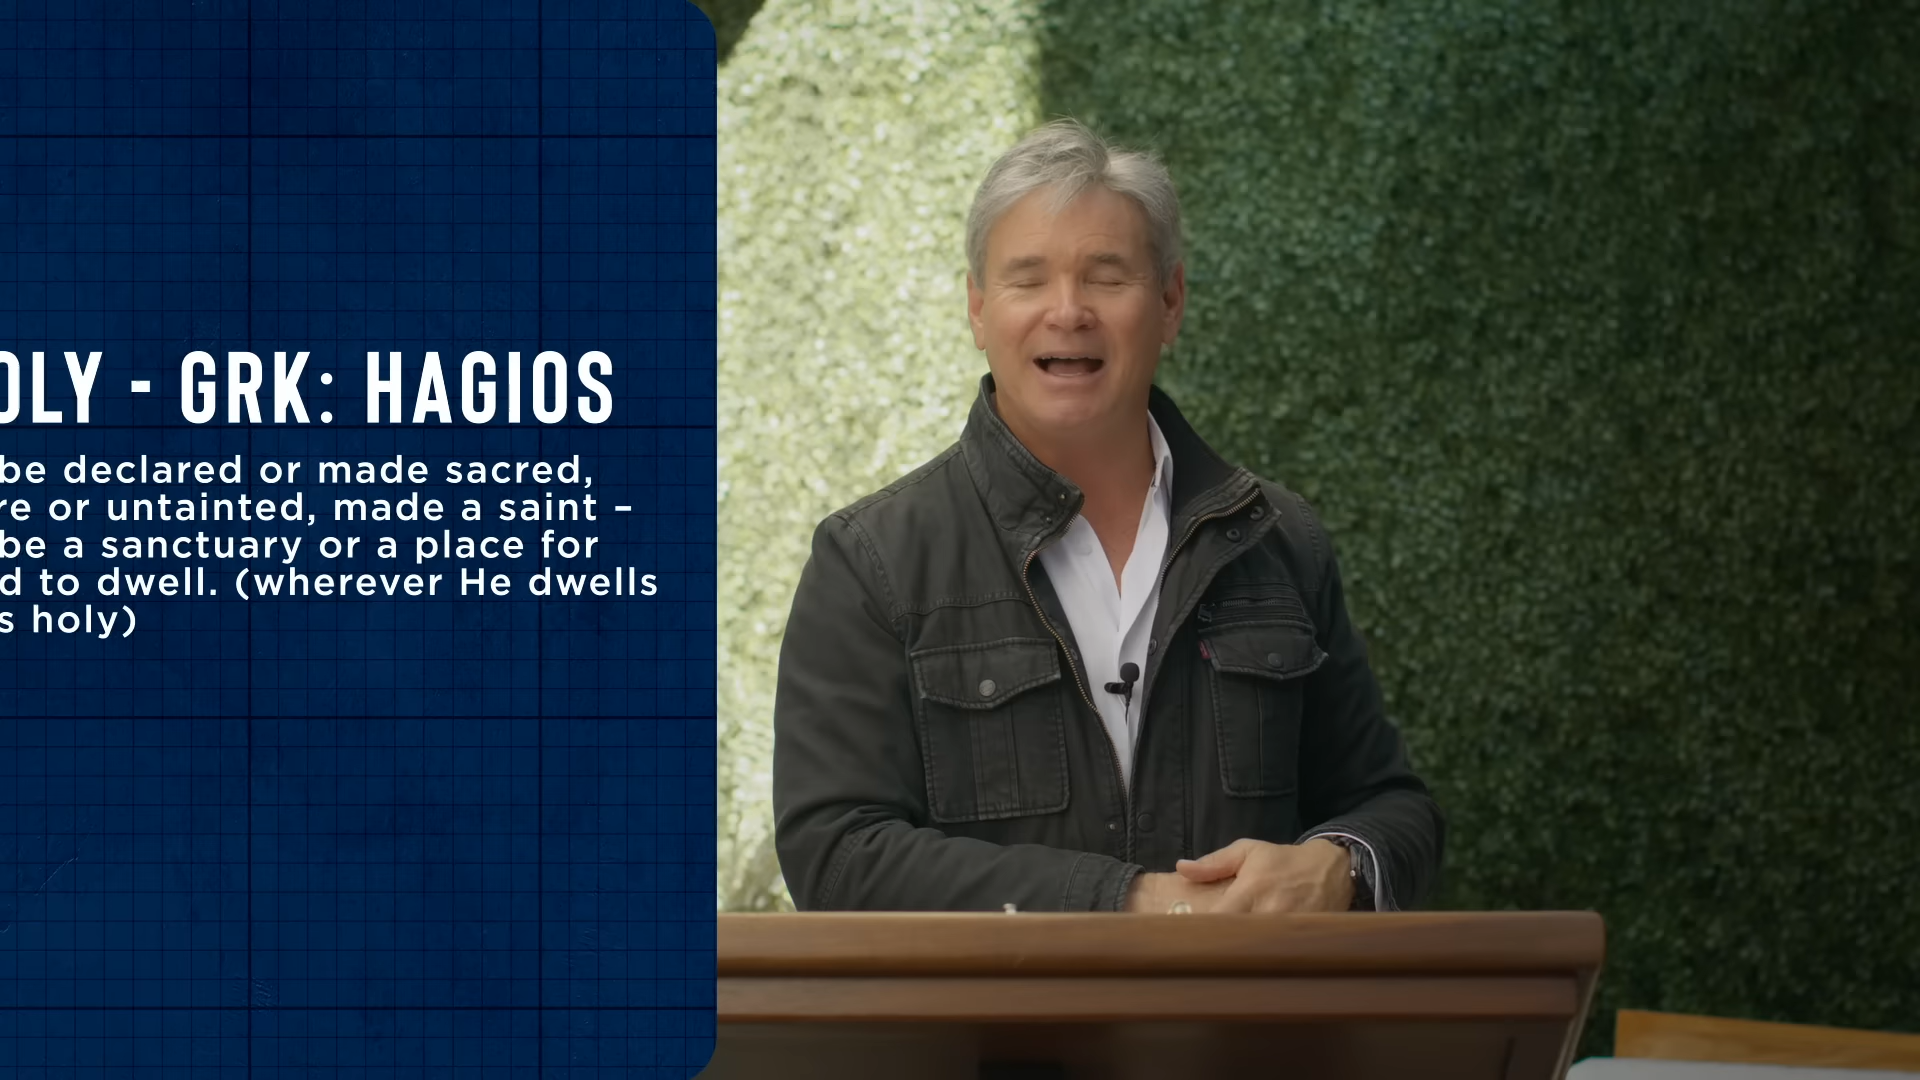 OLY - GRK: HAGIOS
be declared or made sacred,
re or untainted, made a saint –
be a sanctuary or a place for
d to dwell. (wherever He dwells
s holy)